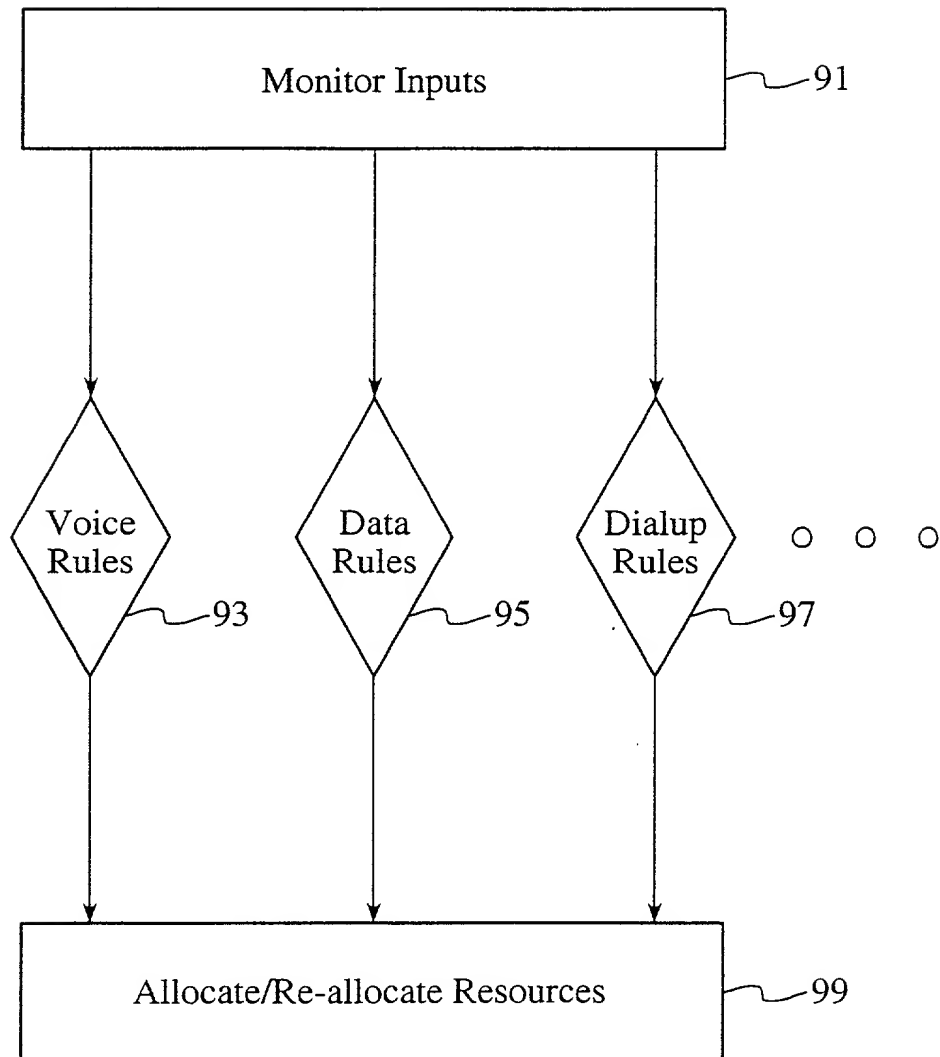 Monitor Inputs
91
Voice
Rules
93
Data
Rules
95
Dialup
Rules
97
Allocate/Re-allocate Resources
99